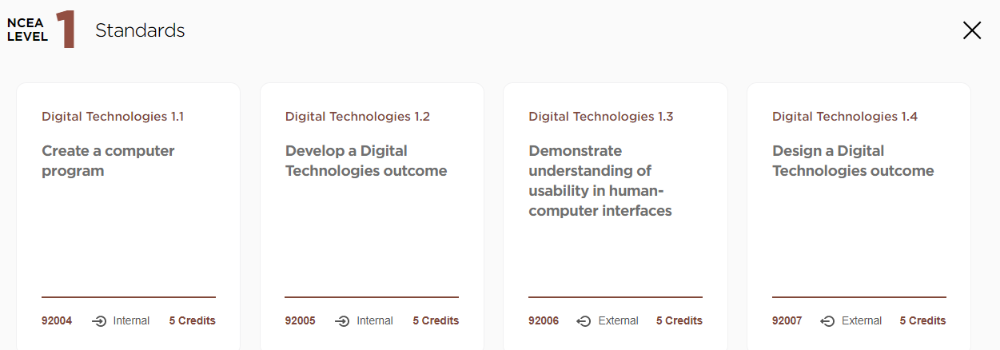 NCEA
LEVEL 1 Standards
Digital Technologies 1.1
Create a computer
program
92004 Internal 5 Credits
Digital Technologies 1.2
Develop a Digital
Technologies outcome
92005 Internal 5 Credits
Digital Technologies 1.3
Demonstrate
understanding of
usability in human-
computer interfaces
92006 External 5 Credits
Digital Technologies 1.4
Design a Digital
Technologies outcome
92007 External 5 Credits